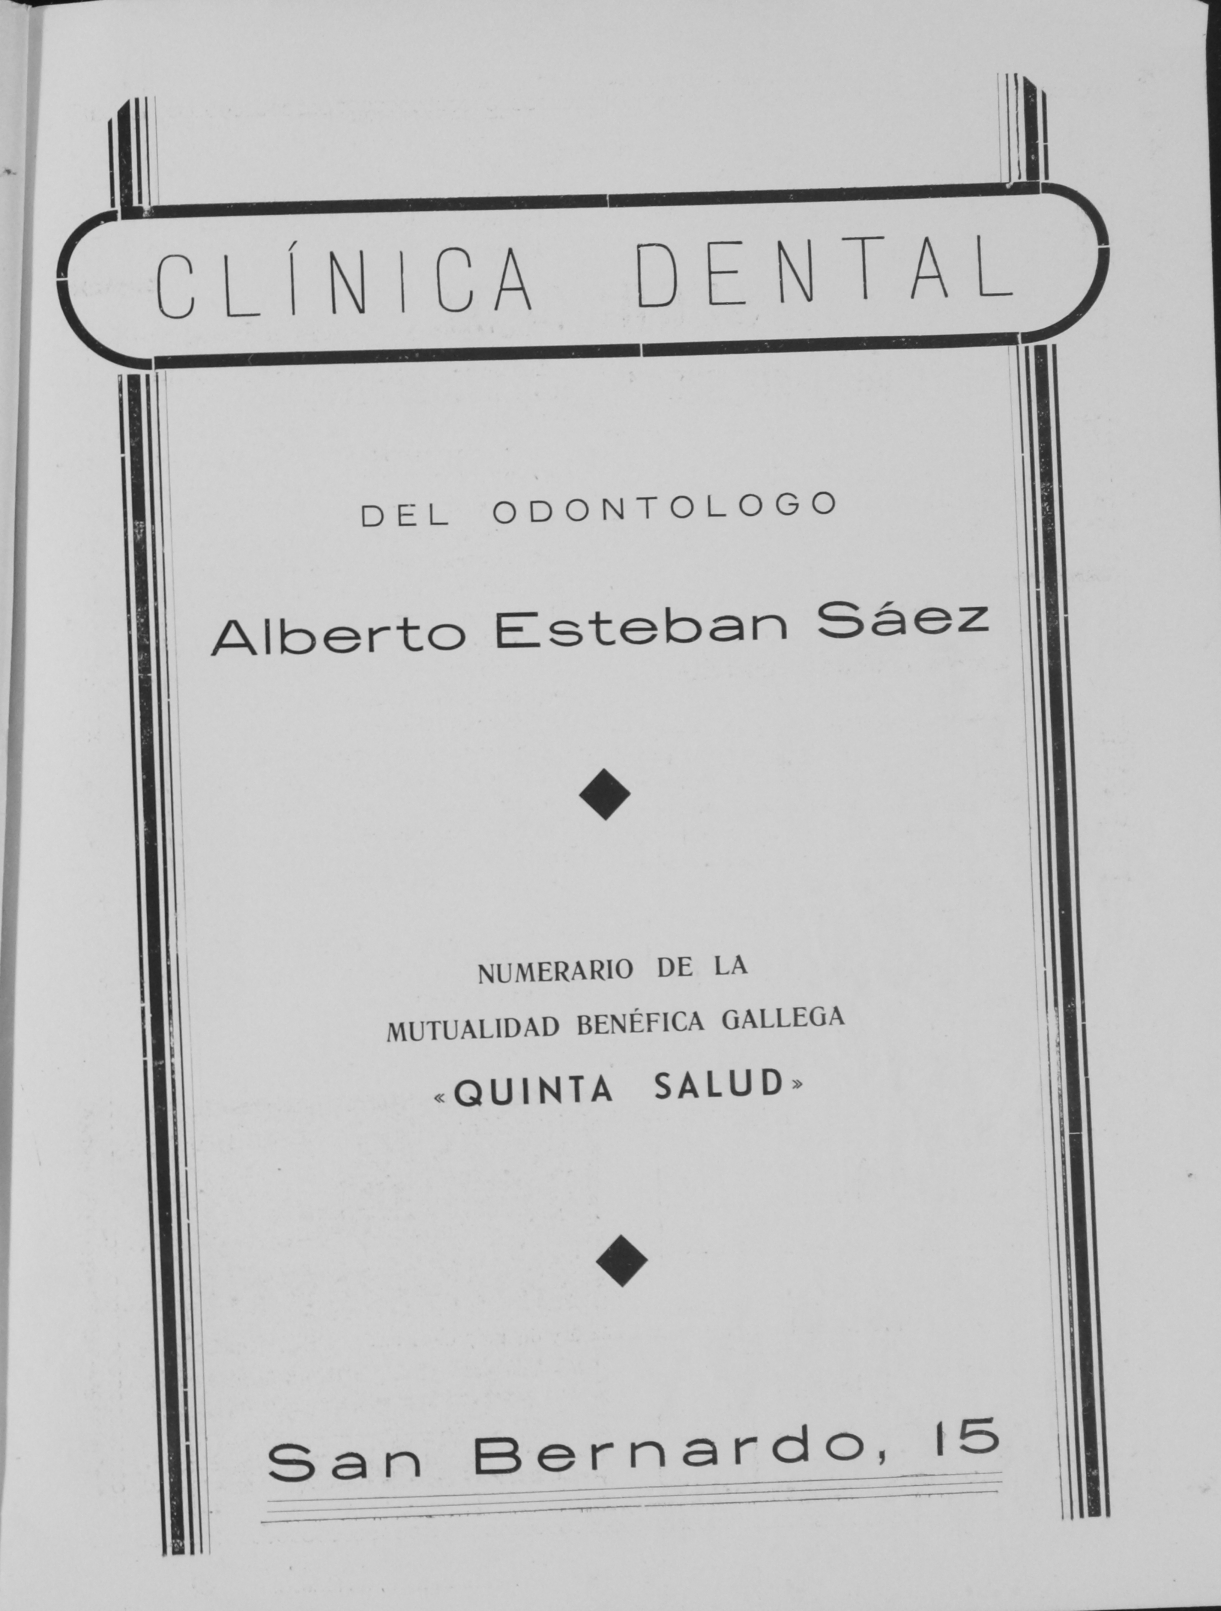 CLÍNICA DENTAL
DEL ODONTOLOGO
Alberto Esteban Sáez
NUMERARIO DE LA
MUTUALIDAD BENÉFICA GALLEGA
«QUINTA SALUD»
San Bernardo, 15